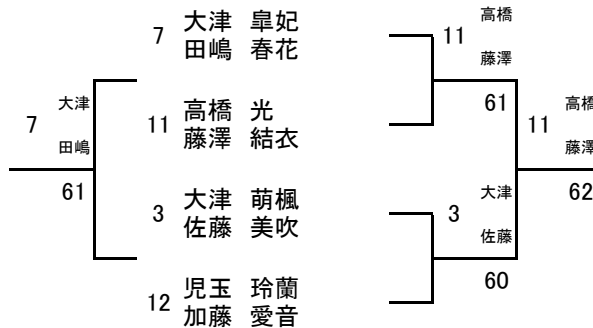 7 大津 皐妃
田嶋 春花
11 高橋 光
藤澤 結衣
3 大津 萌楓
佐藤 美吹
12 児玉 玲蘭
加藤 愛音
7 大津
田嶋
61
11 高橋
藤澤
61
3 大津
佐藤
60
11 高橋
藤澤
62